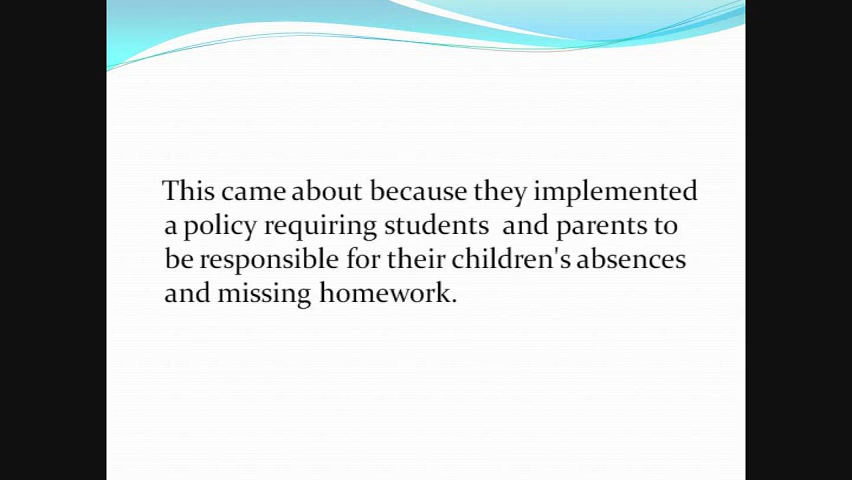 This came about because they implemented
a policy requiring students  and parents to
be responsible for their children's absences
and missing homework.